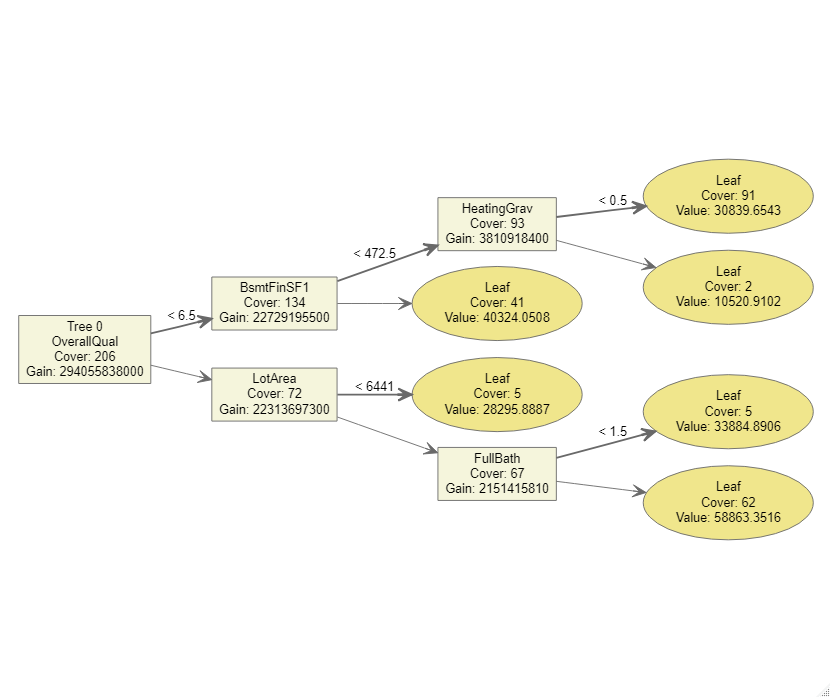 Tree 0
OverallQual
Cover: 206
Gain: 294055838000
< 6.5
BsmtFinSF1
Cover: 134
Gain: 22729195500
LotArea
Cover: 72
Gain: 22313697300
< 472.5
HeatingGrav
Cover: 93
Gain: 3810918400
Leaf
Cover: 41
Value: 40324.0508
< 6441
Leaf
Cover: 5
Value: 28295.8887
FullBath
Cover: 67
Gain: 2151415810
< 0.5
Leaf
Cover: 91
Value: 30839.6543
Leaf
Cover: 2
Value: 10520.9102
< 1.5
Leaf
Cover: 5
Value: 33884.8906
Leaf
Cover: 62
Value: 58863.3516